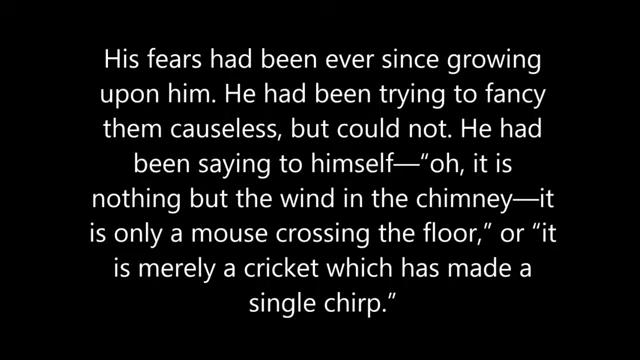 His fears had been ever since growing
upon him. He had been trying to fancy
them causeless, but could not. He had
been saying to himself—“oh, it is
nothing but the wind in the chimney—it
is only a mouse crossing the floor,” or “it
is merely a cricket which has made a
single chirp.”